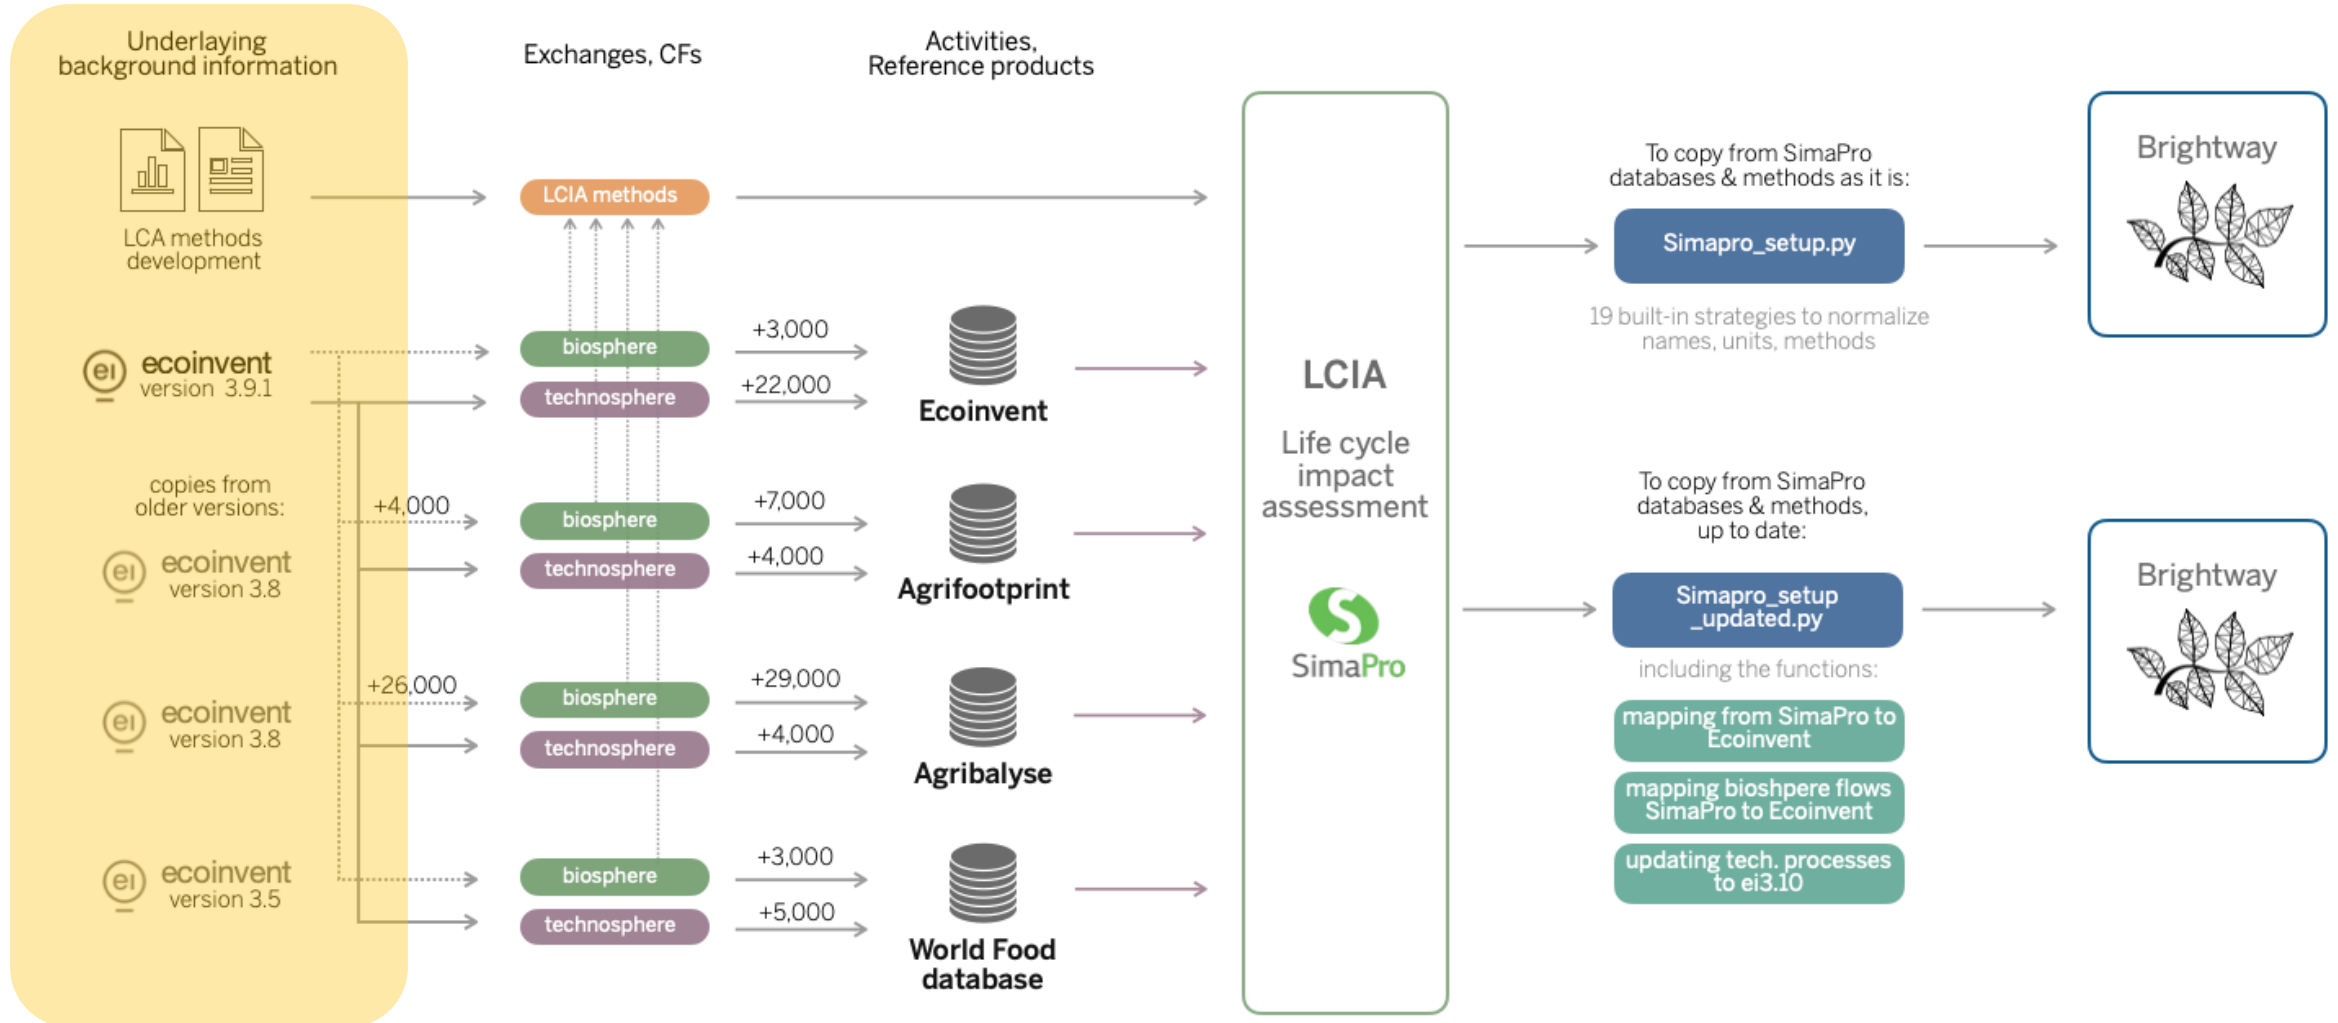 Underlaying
background information
Exchanges, CFs
Activities,
Reference products
LCA methods
development
LCIA methods
ecoinvent
version 3.9.1
biosphere
technosphere
+3,000
+22,000
Ecoinvent
copies from
older versions:
ei
ecoinvent
version 3.8
+4,000
biosphere
technosphere
+7,000
+4,000
Agrifootprint
ei
ecoinvent
version 3.8
+26,000
biosphere
technosphere
+29,000
+4,000
Agribalyse
ei
ecoinvent
version 3.5
biosphere
technosphere
+3,000
+5,000
World Food
database
ei
LCIA
Life cycle
impact
assessment
S
SimaPro
To copy from SimaPro
databases & methods as it is:
Simapro_setup.py
19 built-in strategies to normalize
names, units, methods
Brightway
To copy from SimaPro
databases & methods,
up to date:
Simapro_setup
_updated.py
including the functions:
mapping from SimaPro to
Ecoinvent
mapping bioshpere flows
SimaPro to Ecoinvent
updating tech. processes
to ei3.10
Brightway